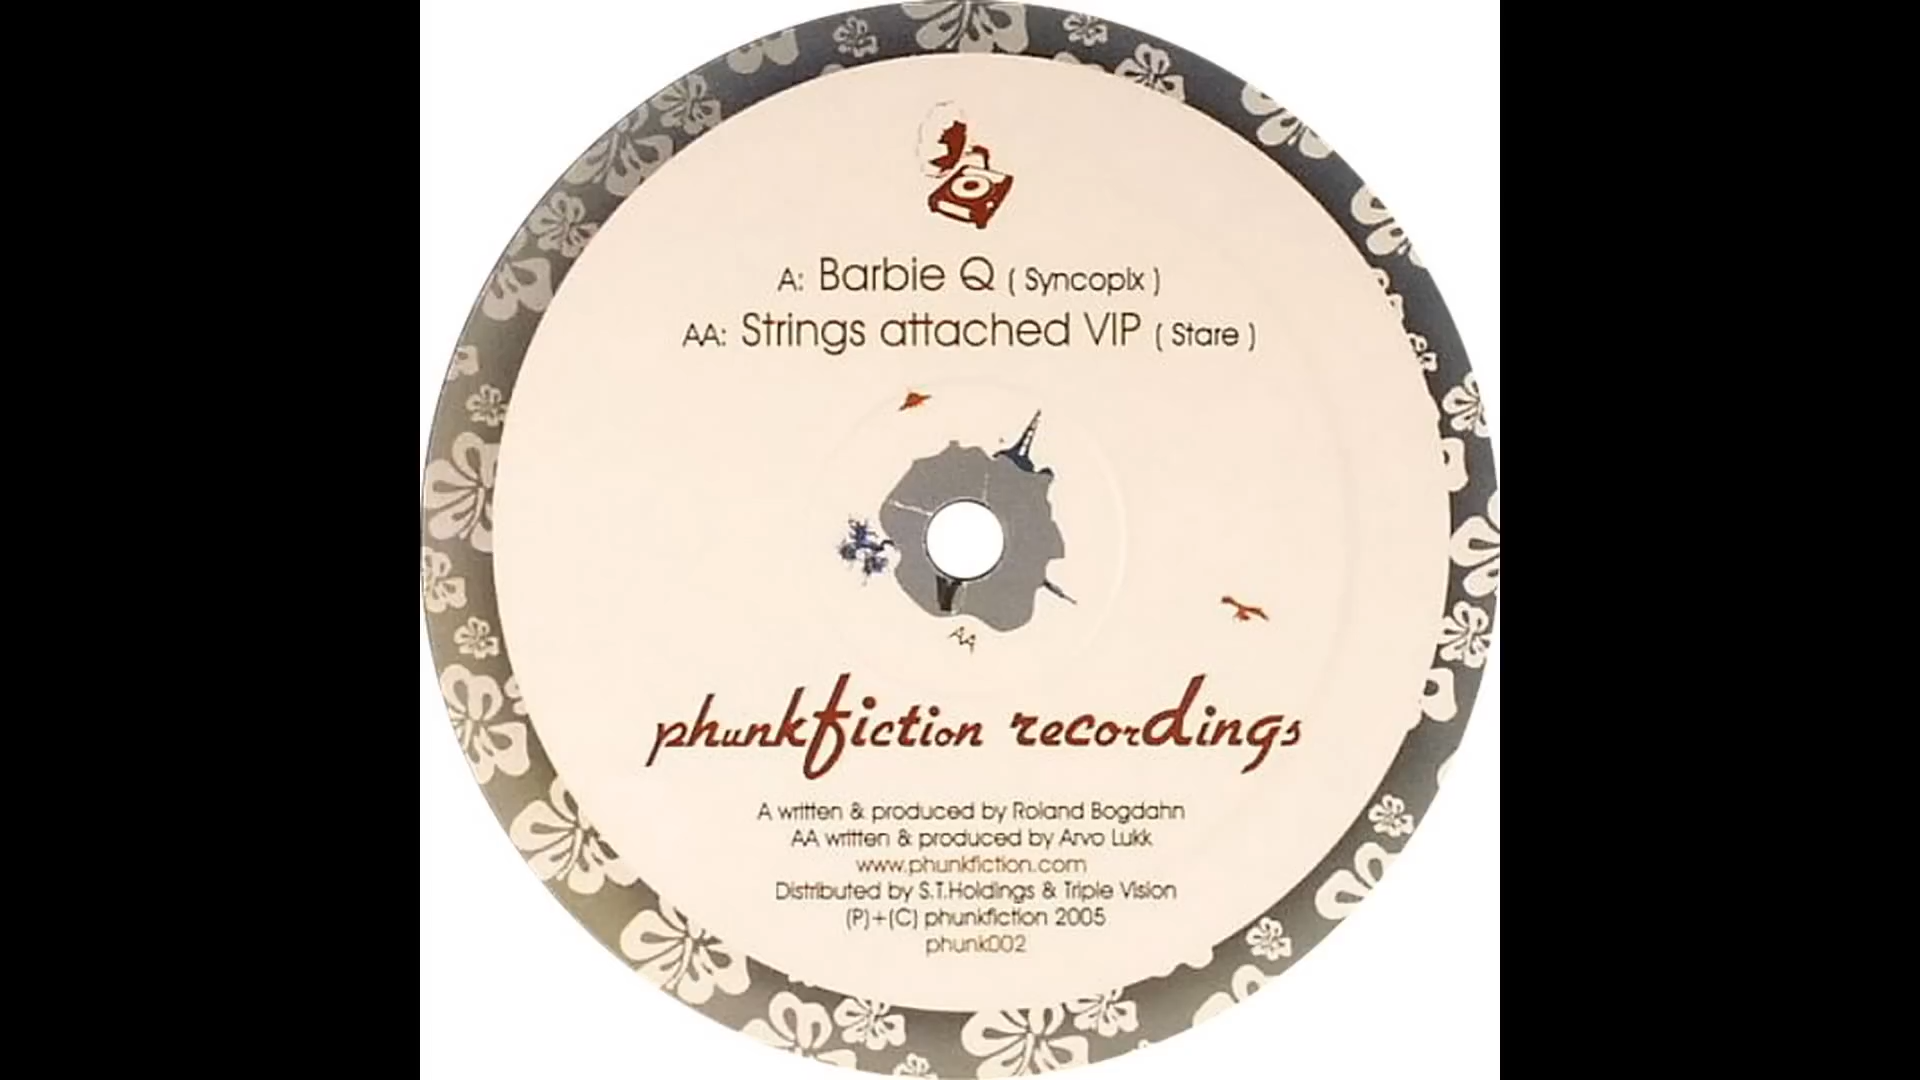 A: Barbie Q ( Syncopix )
AA: Strings attached VIP ( Stare )
AA
phunkfiction recordings
A written & produced by Roland Bogdahn
AA written & produced by Arvo Lukk
www.phunkfiction.com
Distributed by S.T.Holdings & Triple Vision
(P)+(C) phunkfiction 2005
phunk002